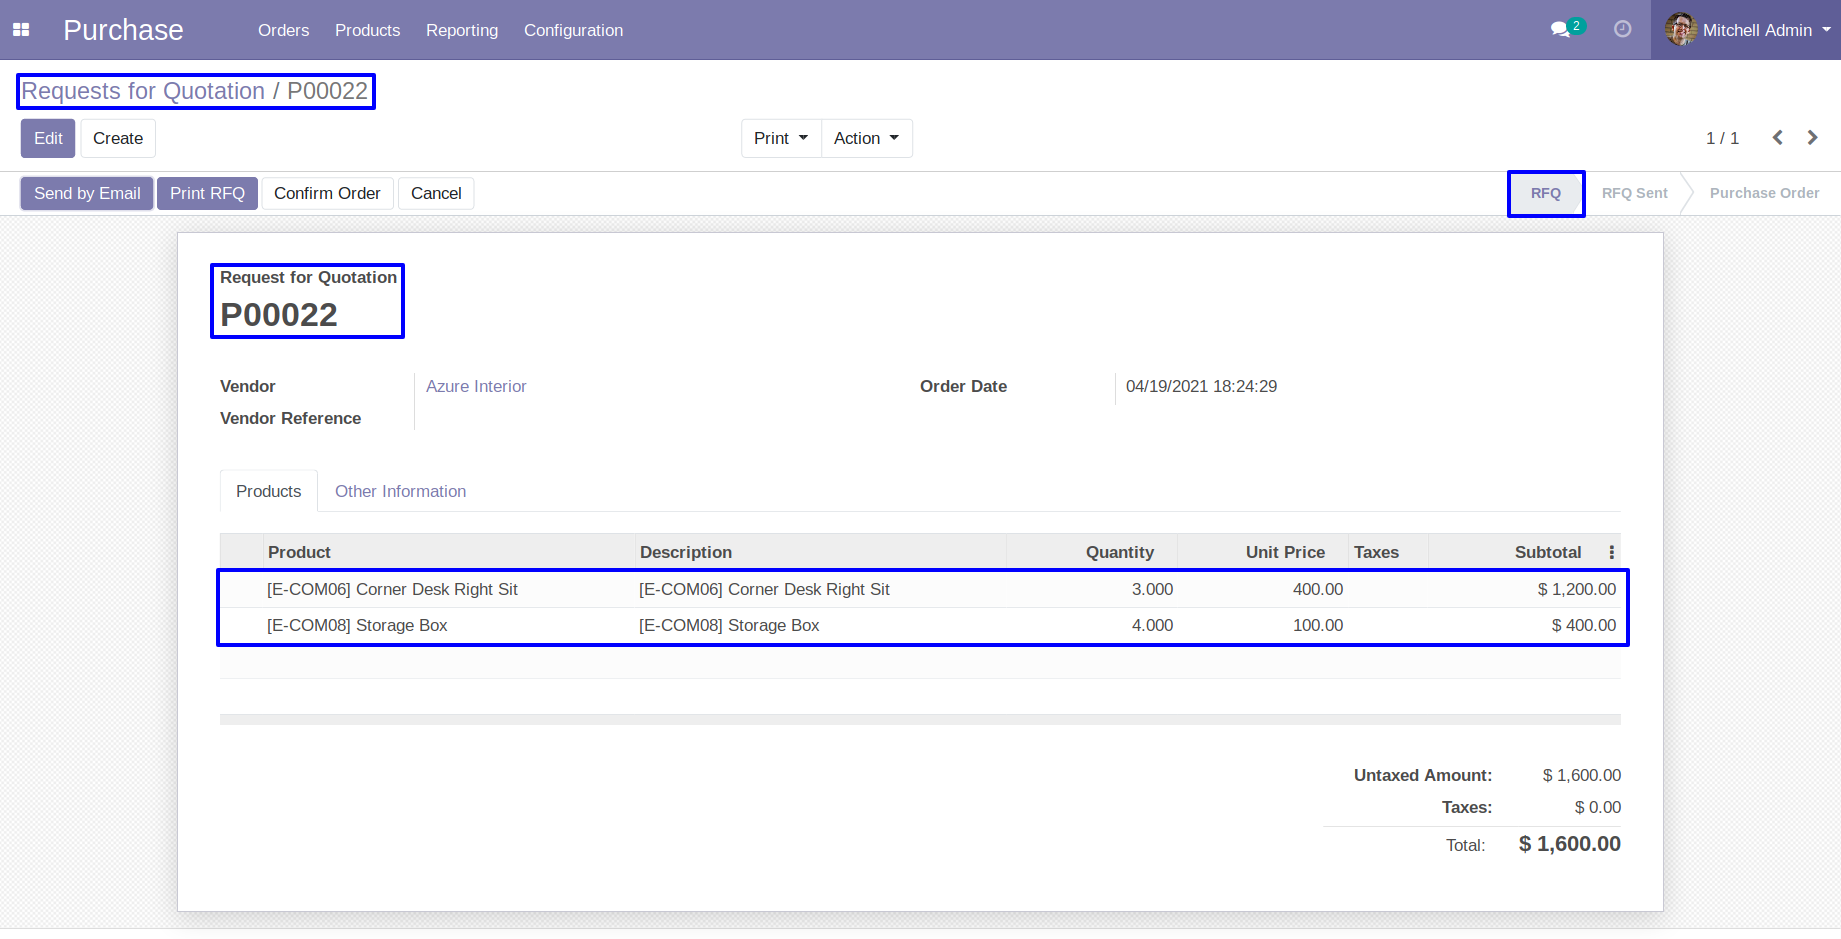 Purchase Orders Products Reporting Configuration 2 Mitchell Admin
Requests for Quotation / P00022
Edit Create Print Action 1 / 1
Send by Email Print RFQ Confirm Order Cancel RFQ RFQ Sent Purchase Order
Request for Quotation
P00022
Vendor Azure Interior Order Date 04/19/2021 18:24:29
Vendor Reference
Products Other Information
Product Description Quantity Unit Price Taxes Subtotal
[E-COM06] Corner Desk Right Sit [E-COM06] Corner Desk Right Sit 3.000 400.00 $ 1,200.00
[E-COM08] Storage Box [E-COM08] Storage Box 4.000 100.00 $ 400.00
Untaxed Amount: $ 1,600.00
Taxes: $ 0.00
Total: $ 1,600.00